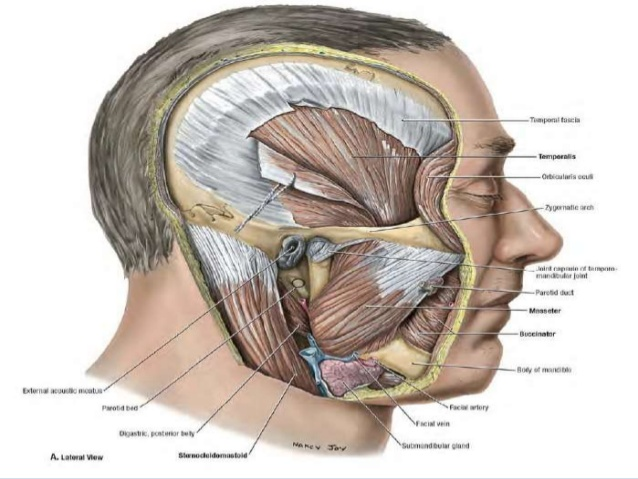 Temporal fascia
Temporalis
Orbicularis oculi
Zygomatic arch
Joint capsule of temporo-
mandibular joint
Parotid duct
Masseter
Buccinator
Body of mandible
External acoustic meatus
Parotid bed
Facial artery
Facial vein
Digastric, posterior belly
Submandibular gland
Sternocleidomastoid
NANCY JOY
A. Lateral View